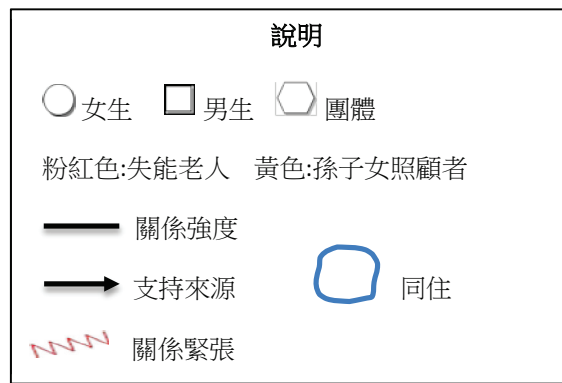 說明
女生 男生 團體
粉紅色:失能老人 黃色:孫子女照顧者
關係強度
支持來源 同住
關係緊張